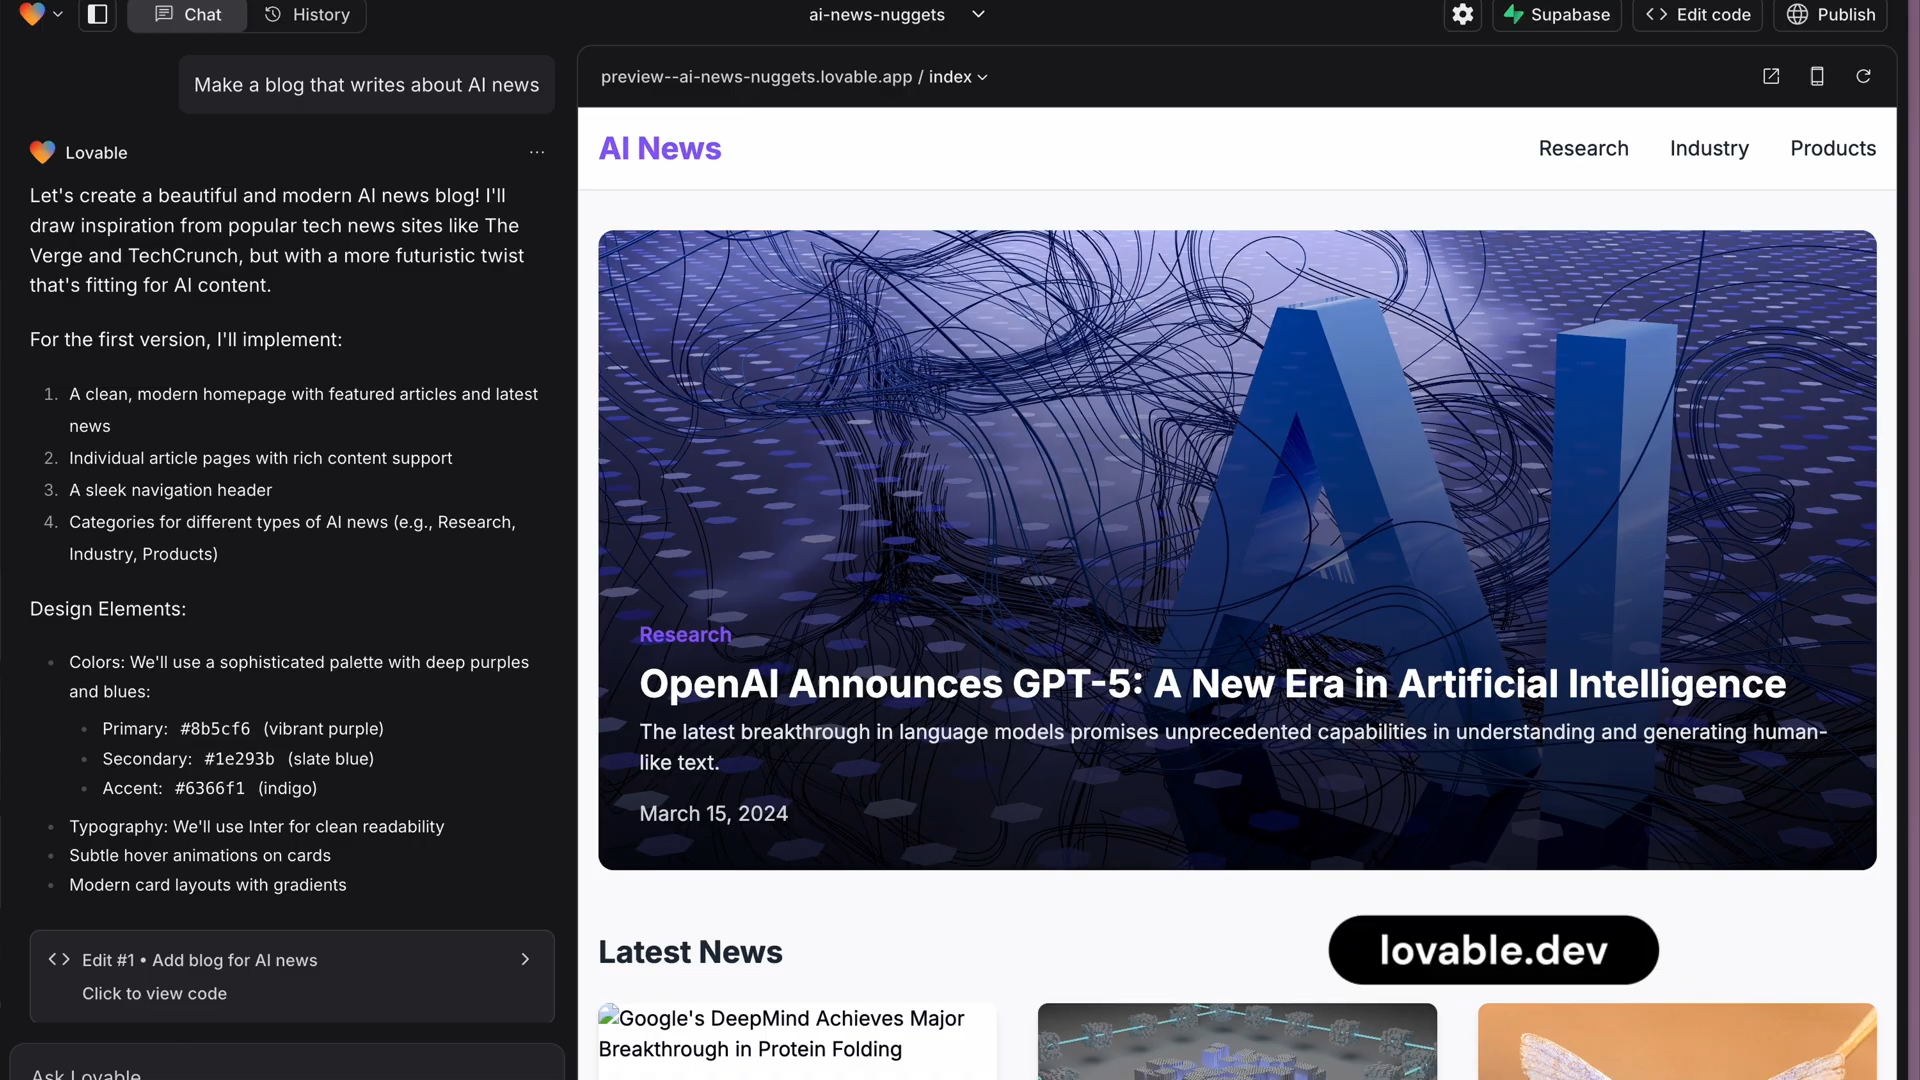 Chat
History
ai-news-nuggets
Supabase
Edit code
Publish
Make a blog that writes about AI news
Lovable
Let's create a beautiful and modern AI news blog! I'll
draw inspiration from popular tech news sites like The
Verge and TechCrunch, but with a more futuristic twist
that's fitting for AI content.
For the first version, I'll implement:
1. A clean, modern homepage with featured articles and latest
news
2. Individual article pages with rich content support
3. A sleek navigation header
4. Categories for different types of AI news (e.g., Research,
Industry, Products)
Design Elements:
• Colors: We'll use a sophisticated palette with deep purples
and blues:
• Primary: #8b5cf6 (vibrant purple)
• Secondary: #1e293b (slate blue)
• Accent: #6366f1 (indigo)
• Typography: We'll use Inter for clean readability
• Subtle hover animations on cards
• Modern card layouts with gradients
Edit #1 • Add blog for AI news
Click to view code
Ask Lovable
preview--ai-news-nuggets.lovable.app / index
AI News
Research
Industry
Products
AI
Research
OpenAI Announces GPT-5: A New Era in Artificial Intelligence
The latest breakthrough in language models promises unprecedented capabilities in understanding and generating human-
like text.
March 15, 2024
Latest News
lovable.dev
Google's DeepMind Achieves Major
Breakthrough in Protein Folding